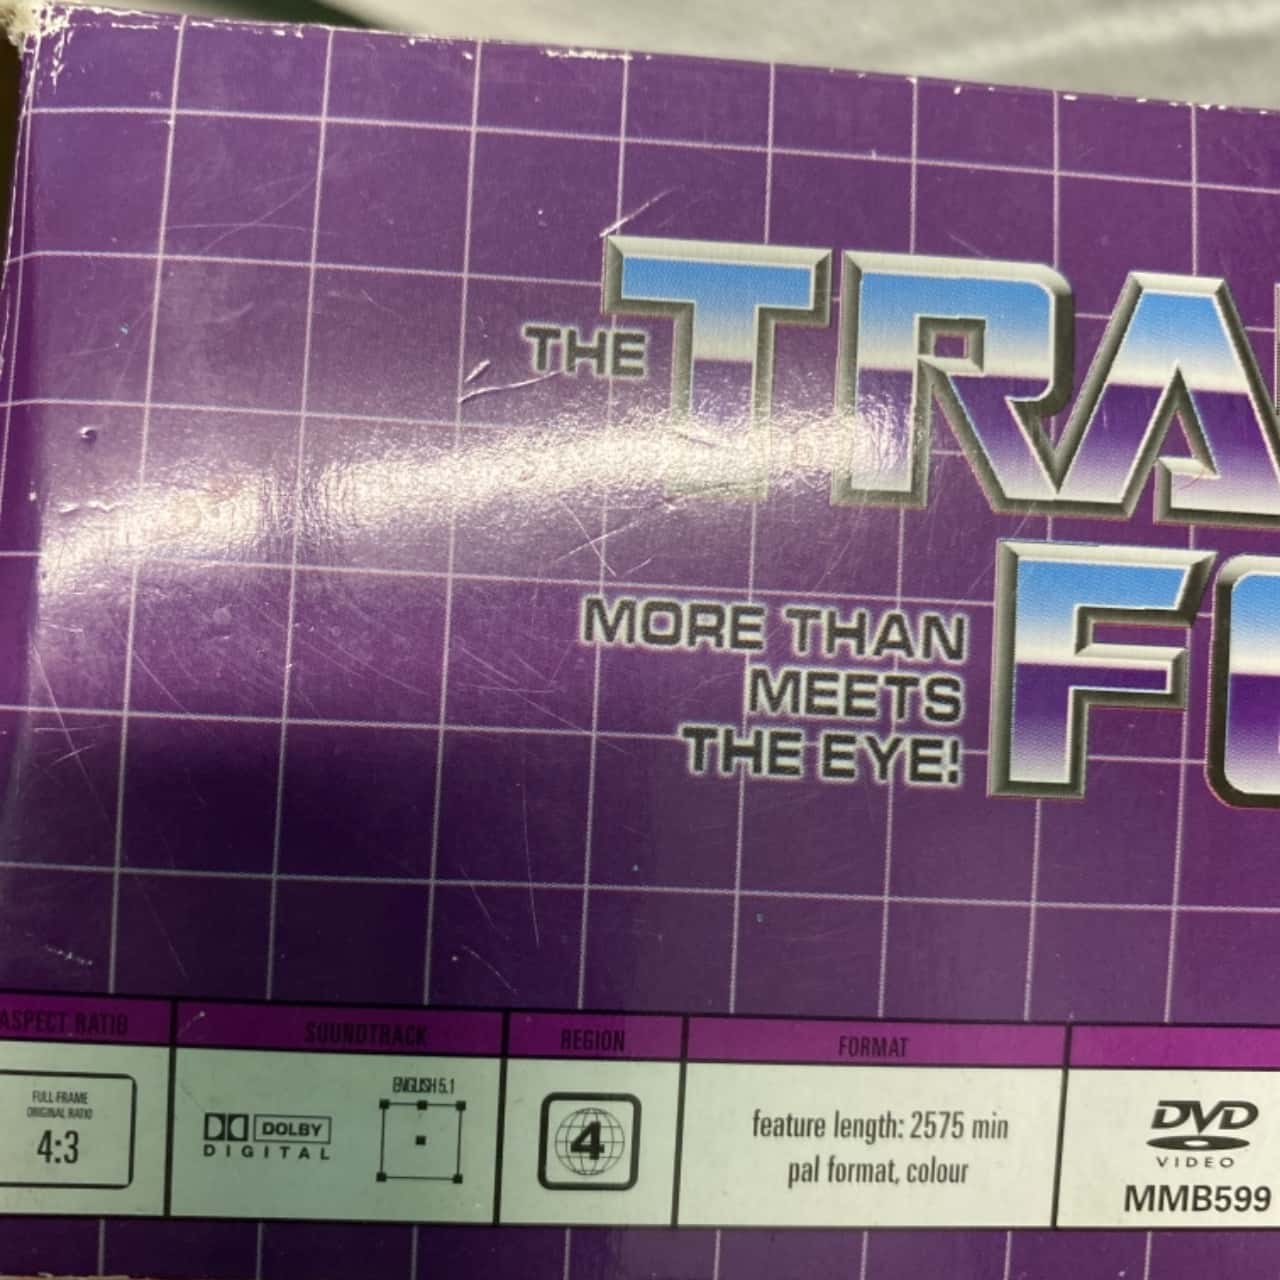 THE TRA
MORE THAN
MEETS
THE EYE!
FO
ASPECT RATIO
SOUNDTRACK
REGION
FORMAT
FULL-FRAME
ORIGINAL RATIO
4:3
DOLBY
DIGITAL
ENGLISH 5.1
4
feature length: 2575 min
pal format, colour
DVD
VIDEO
MMB599